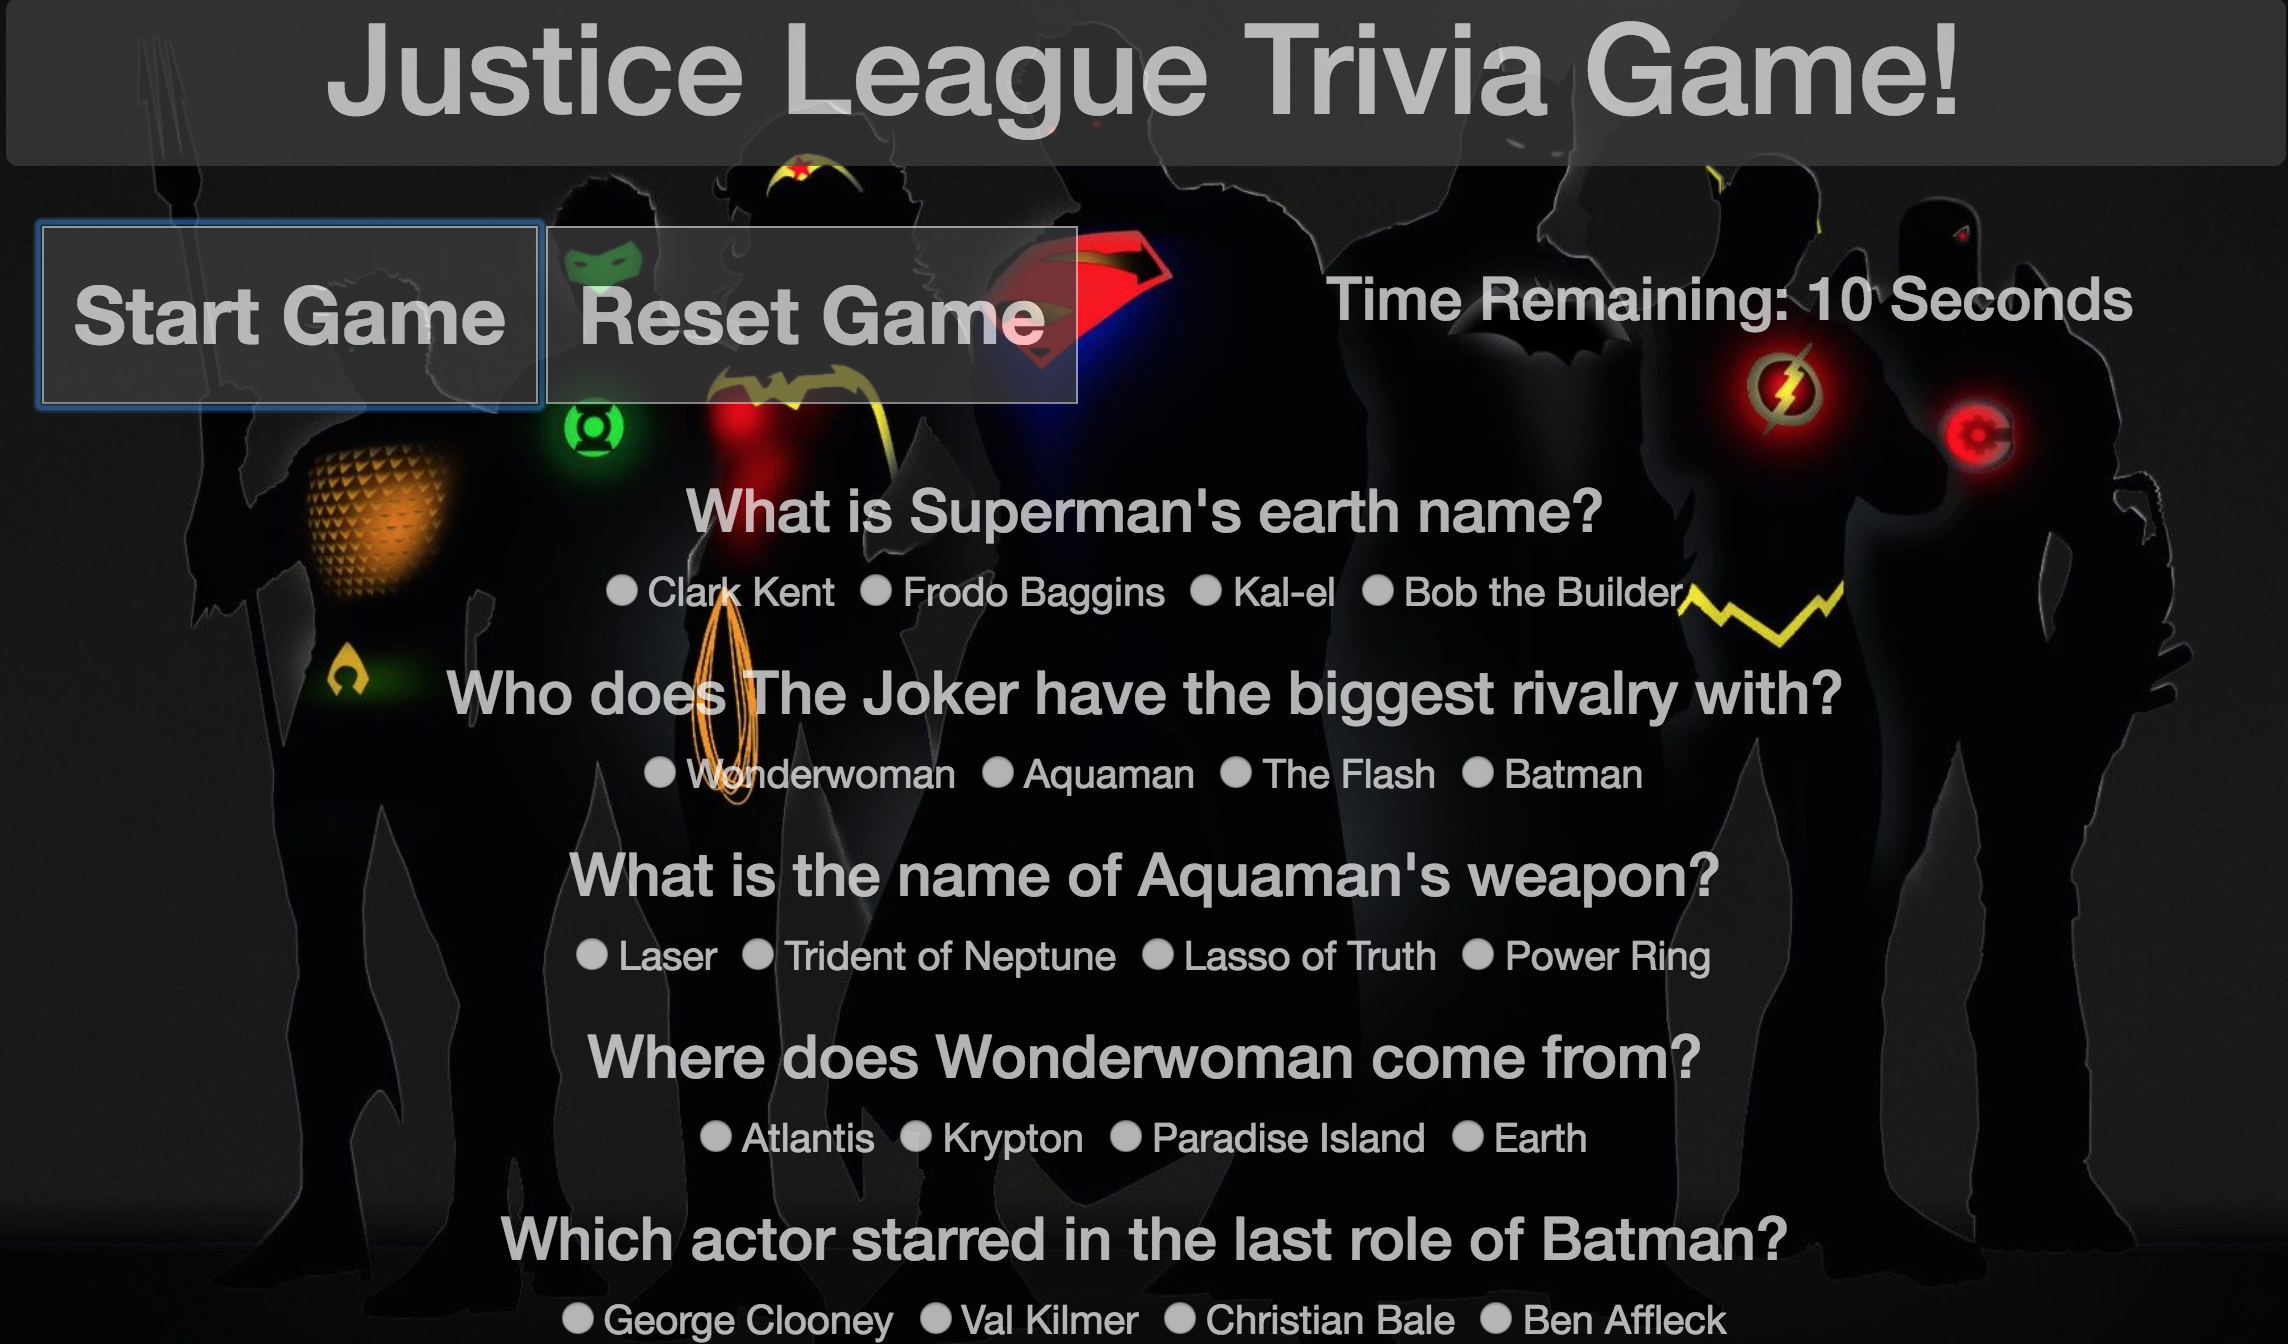 Justice League Trivia Game!
Start Game Reset Game Time Remaining: 10 Seconds
What is Superman's earth name?
Clark Kent Frodo Baggins Kal-el Bob the Builder
Who does The Joker have the biggest rivalry with?
Wonderwoman Aquaman The Flash Batman
What is the name of Aquaman's weapon?
Laser Trident of Neptune Lasso of Truth Power Ring
Where does Wonderwoman come from?
Atlantis Krypton Paradise Island Earth
Which actor starred in the last role of Batman?
George Clooney Val Kilmer Christian Bale Ben Affleck